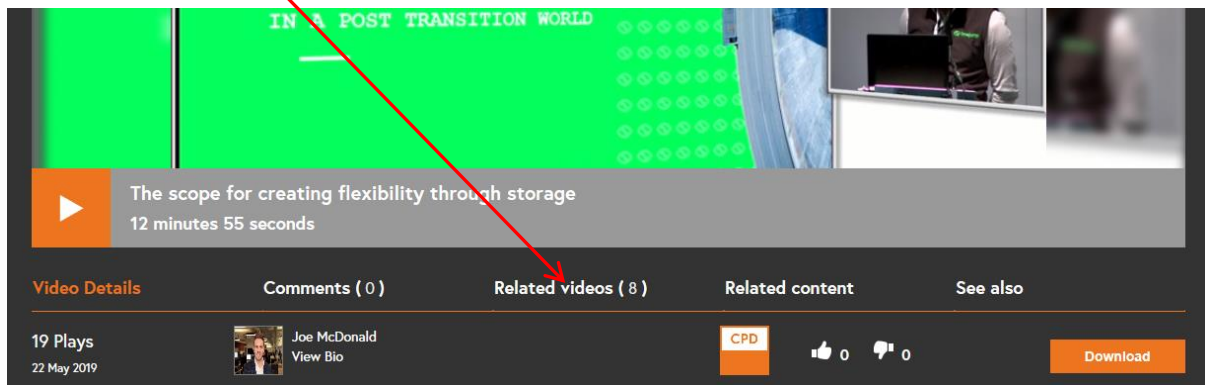 IN A POST TRANSITION WORLD
The scope for creating flexibility through storage
12 minutes 55 seconds
Video Details
Comments ( 0 )
Related videos ( 8 )
Related content
See also
19 Plays
22 May 2019
Joe McDonald
View Bio
CPD
0
0
Download